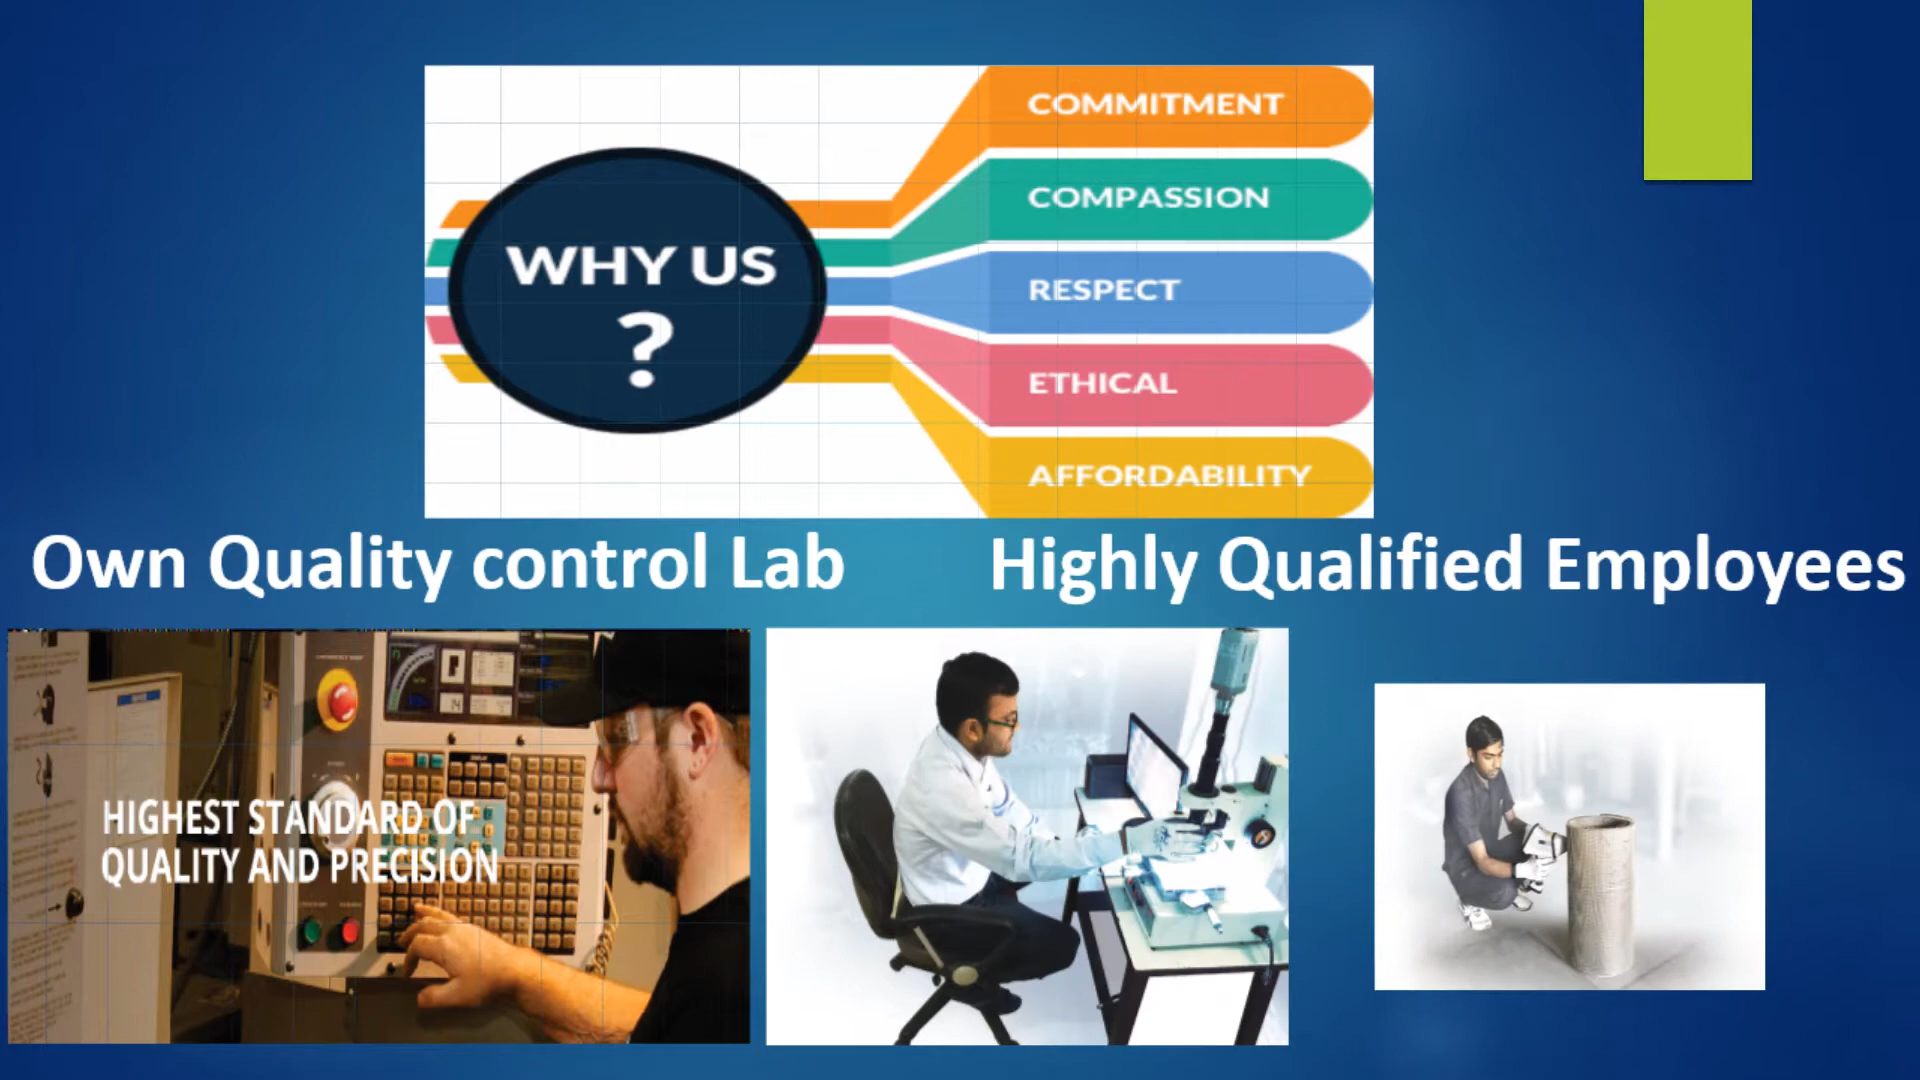 WHY US
?
COMMITMENT
COMPASSION
RESPECT
ETHICAL
AFFORDABILITY
Own Quality control Lab
Highly Qualified Employees
HIGHEST STANDARD OF
QUALITY AND PRECISION